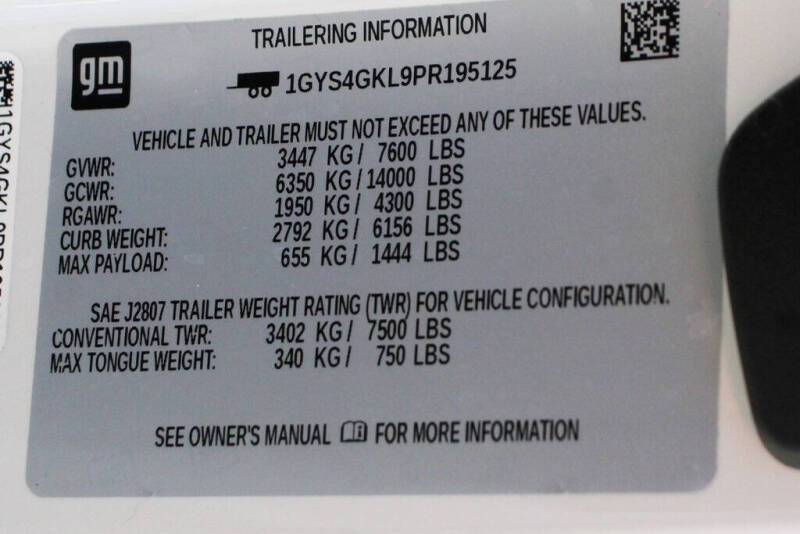 gm
TRAILERING INFORMATION
1GYS4GKL9PR195125
VEHICLE AND TRAILER MUST NOT EXCEED ANY OF THESE VALUES.
GVWR: 3447 KG / 7600 LBS
GCWR: 6350 KG / 14000 LBS
RGAWR: 1950 KG / 4300 LBS
CURB WEIGHT: 2792 KG / 6156 LBS
MAX PAYLOAD: 655 KG / 1444 LBS
SAE J2807 TRAILER WEIGHT RATING (TWR) FOR VEHICLE CONFIGURATION.
CONVENTIONAL TWR: 3402 KG / 7500 LBS
MAX TONGUE WEIGHT: 340 KG / 750 LBS
SEE OWNER'S MANUAL FOR MORE INFORMATION